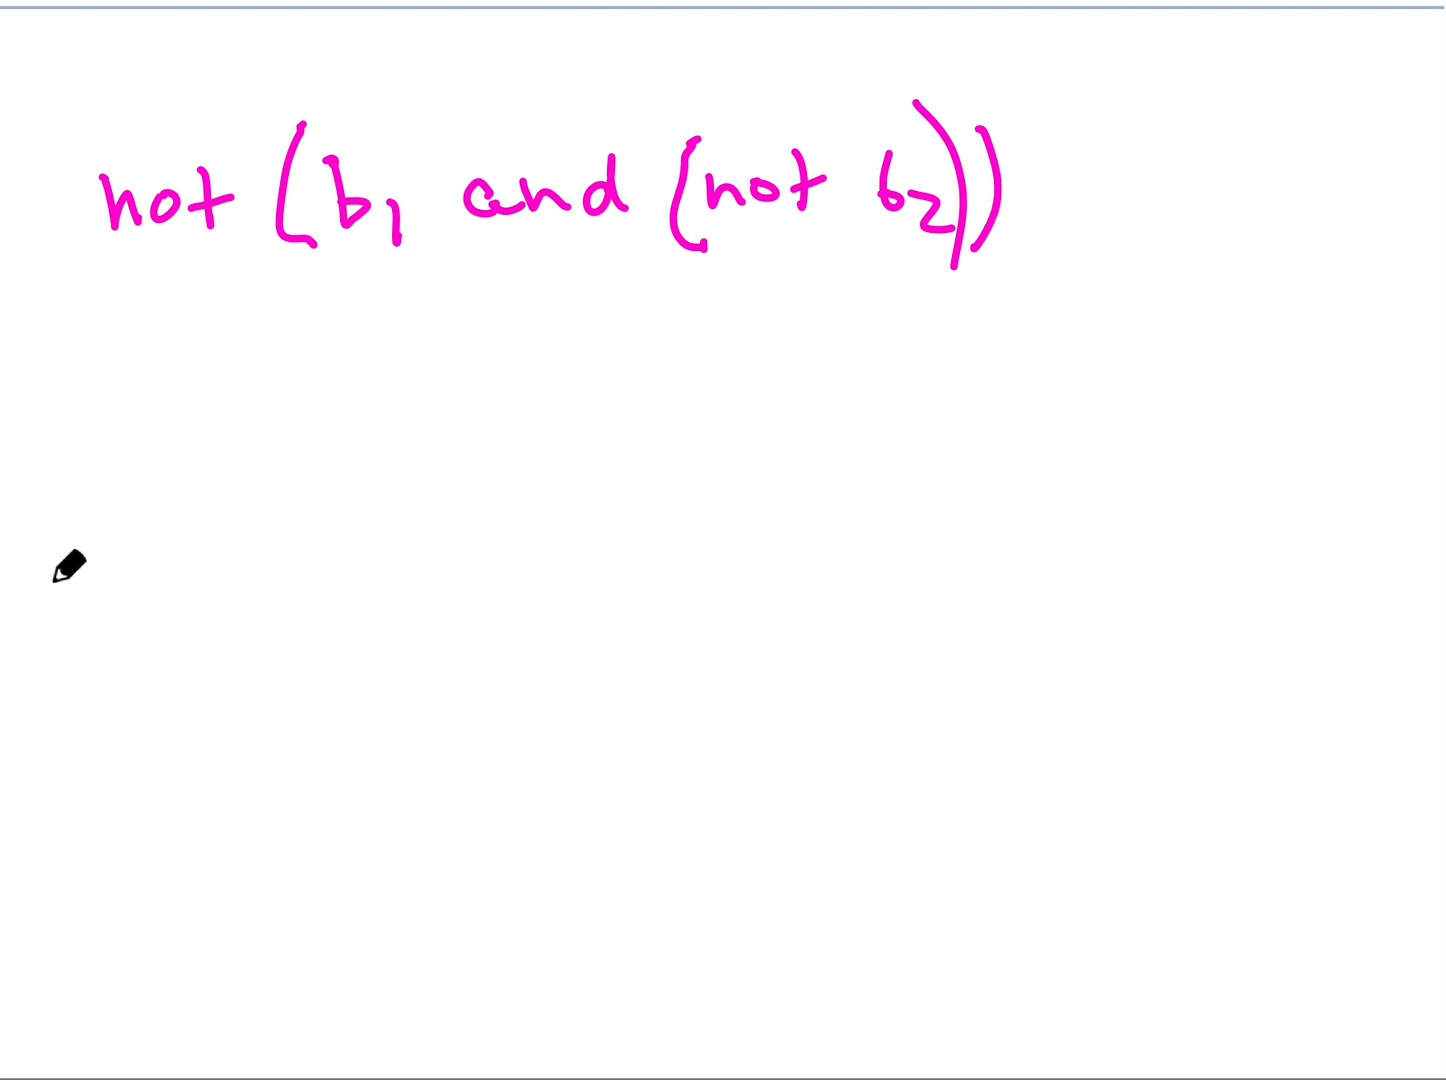 not (b₁ and (not b₂))